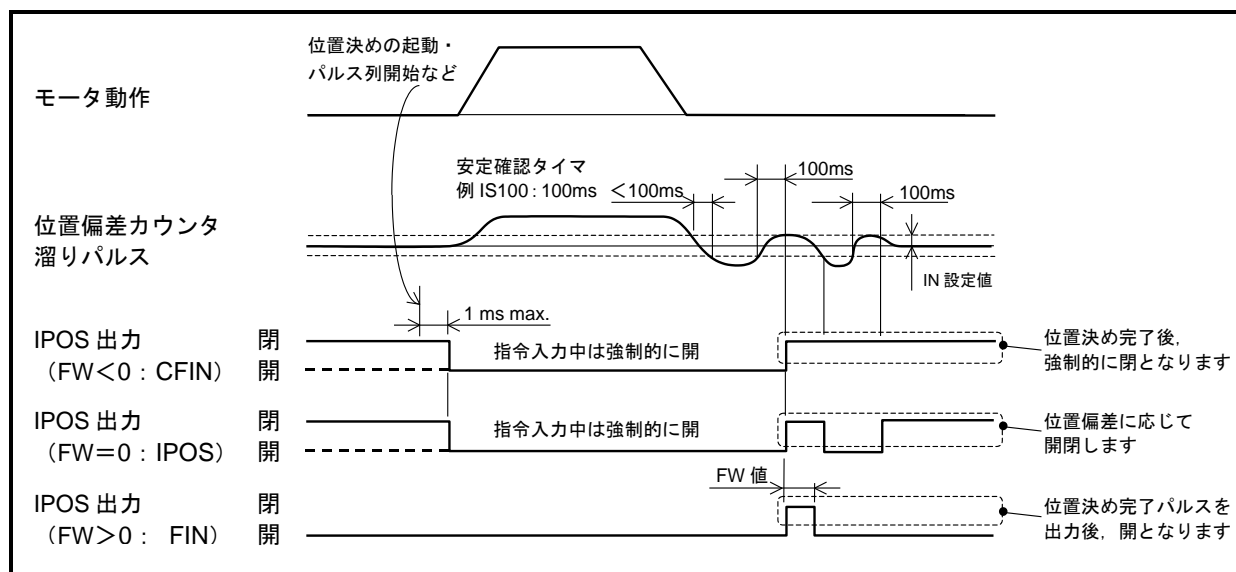 位置決めの起動・
パルス列開始など
モータ動作
安定確認タイマ
例 IS100 : 100ms
<100ms
100ms
100ms
位置偏差カウンタ
溜りパルス
IN 設定値
1 ms max.
IPOS 出力 閉
(FW<0 : CFIN) 開
指令入力中は強制的に開
位置決め完了後,
強制的に閉となります
IPOS 出力 閉
(FW=0 : IPOS) 開
指令入力中は強制的に開
位置偏差に応じて
開閉します
FW 値
IPOS 出力 閉
(FW>0 : FIN) 開
位置決め完了パルスを
出力後, 開となります